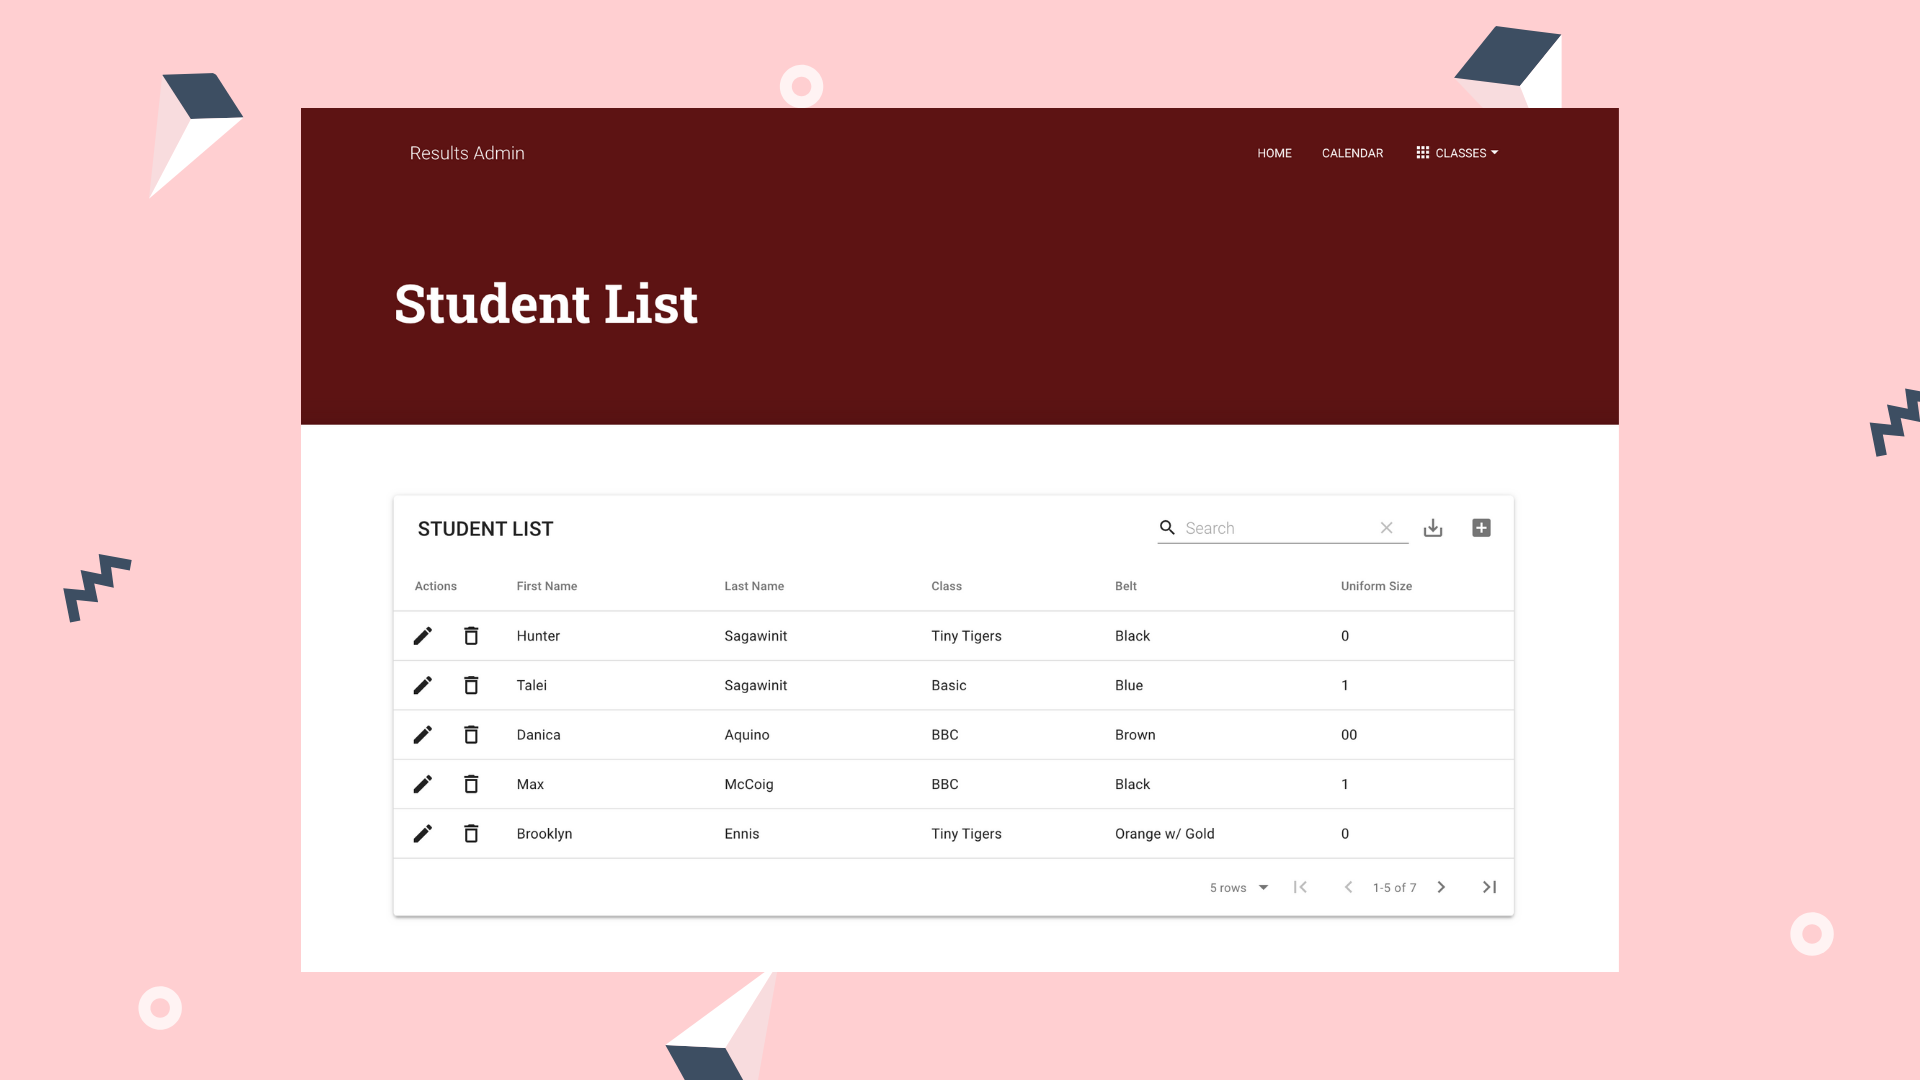 Results Admin
HOME CALENDAR CLASSES
Student List
STUDENT LIST
Search
Actions First Name Last Name Class Belt Uniform Size
Hunter Sagawinit Tiny Tigers Black 0
Talei Sagawinit Basic Blue 1
Danica Aquino BBC Brown 00
Max McCoig BBC Black 1
Brooklyn Ennis Tiny Tigers Orange w/ Gold 0
5 rows 1-5 of 7